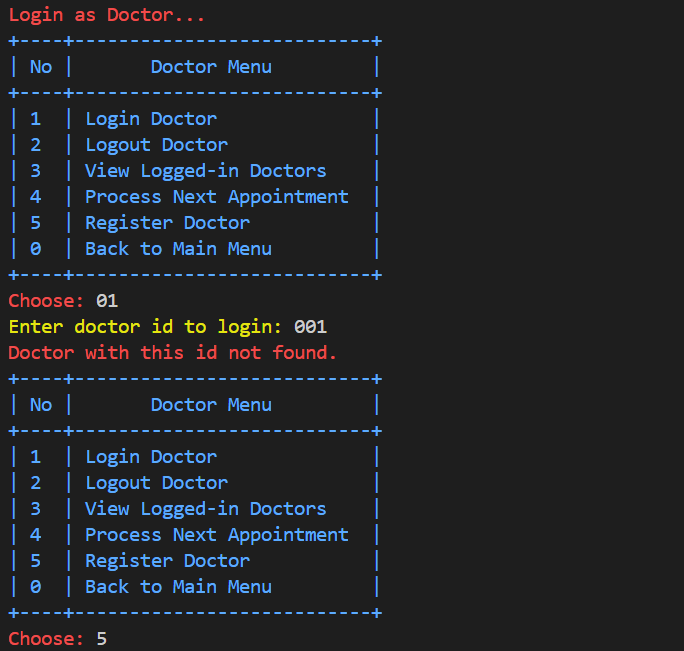 Login as Doctor...
+----+---------------------------+
| No |       Doctor Menu         |
+----+---------------------------+
| 1  | Login Doctor              |
| 2  | Logout Doctor             |
| 3  | View Logged-in Doctors    |
| 4  | Process Next Appointment  |
| 5  | Register Doctor           |
| 0  | Back to Main Menu         |
+----+---------------------------+
Choose: 01
Enter doctor id to login: 001
Doctor with this id not found.
+----+---------------------------+
| No |       Doctor Menu         |
+----+---------------------------+
| 1  | Login Doctor              |
| 2  | Logout Doctor             |
| 3  | View Logged-in Doctors    |
| 4  | Process Next Appointment  |
| 5  | Register Doctor           |
| 0  | Back to Main Menu         |
+----+---------------------------+
Choose: 5